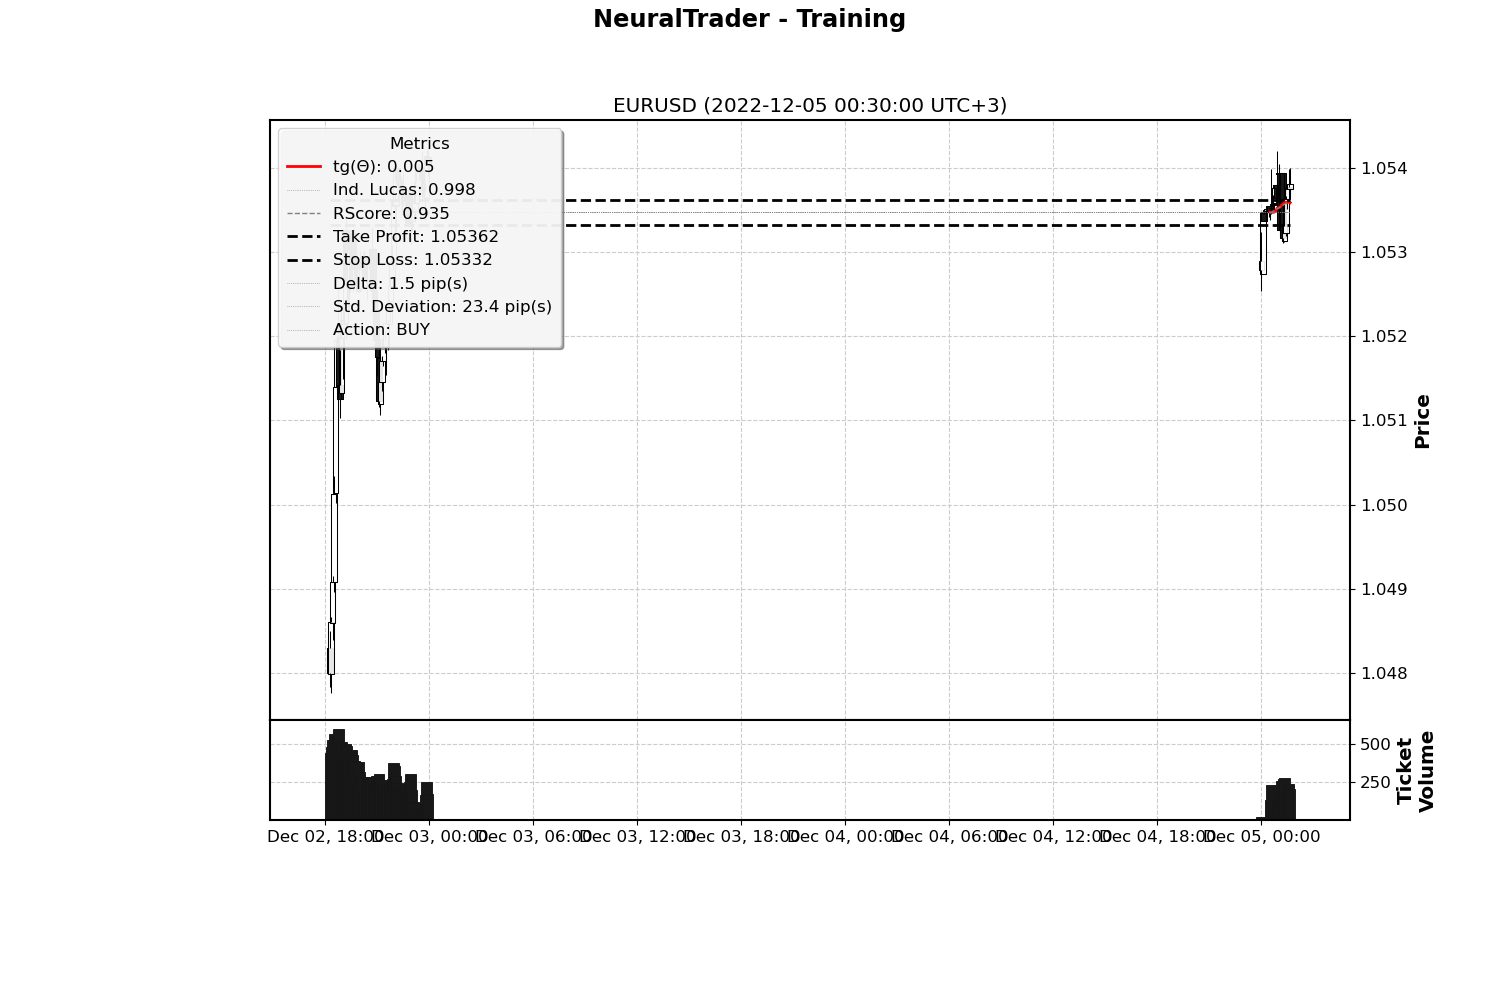 NeuralTrader - Training
EURUSD (2022-12-05 00:30:00 UTC+3)
Metrics
tg(Θ): 0.005
Ind. Lucas: 0.998
RScore: 0.935
Take Profit: 1.05362
Stop Loss: 1.05332
Delta: 1.5 pip(s)
Std. Deviation: 23.4 pip(s)
Action: BUY
1.054
1.053
1.052
1.051
1.050
1.049
1.048
Price
500
250
Ticket
Volume
Dec 02, 18:00
Dec 03, 00:00
Dec 03, 06:00
Dec 03, 12:00
Dec 03, 18:00
Dec 04, 00:00
Dec 04, 06:00
Dec 04, 12:00
Dec 04, 18:00
Dec 05, 00:00